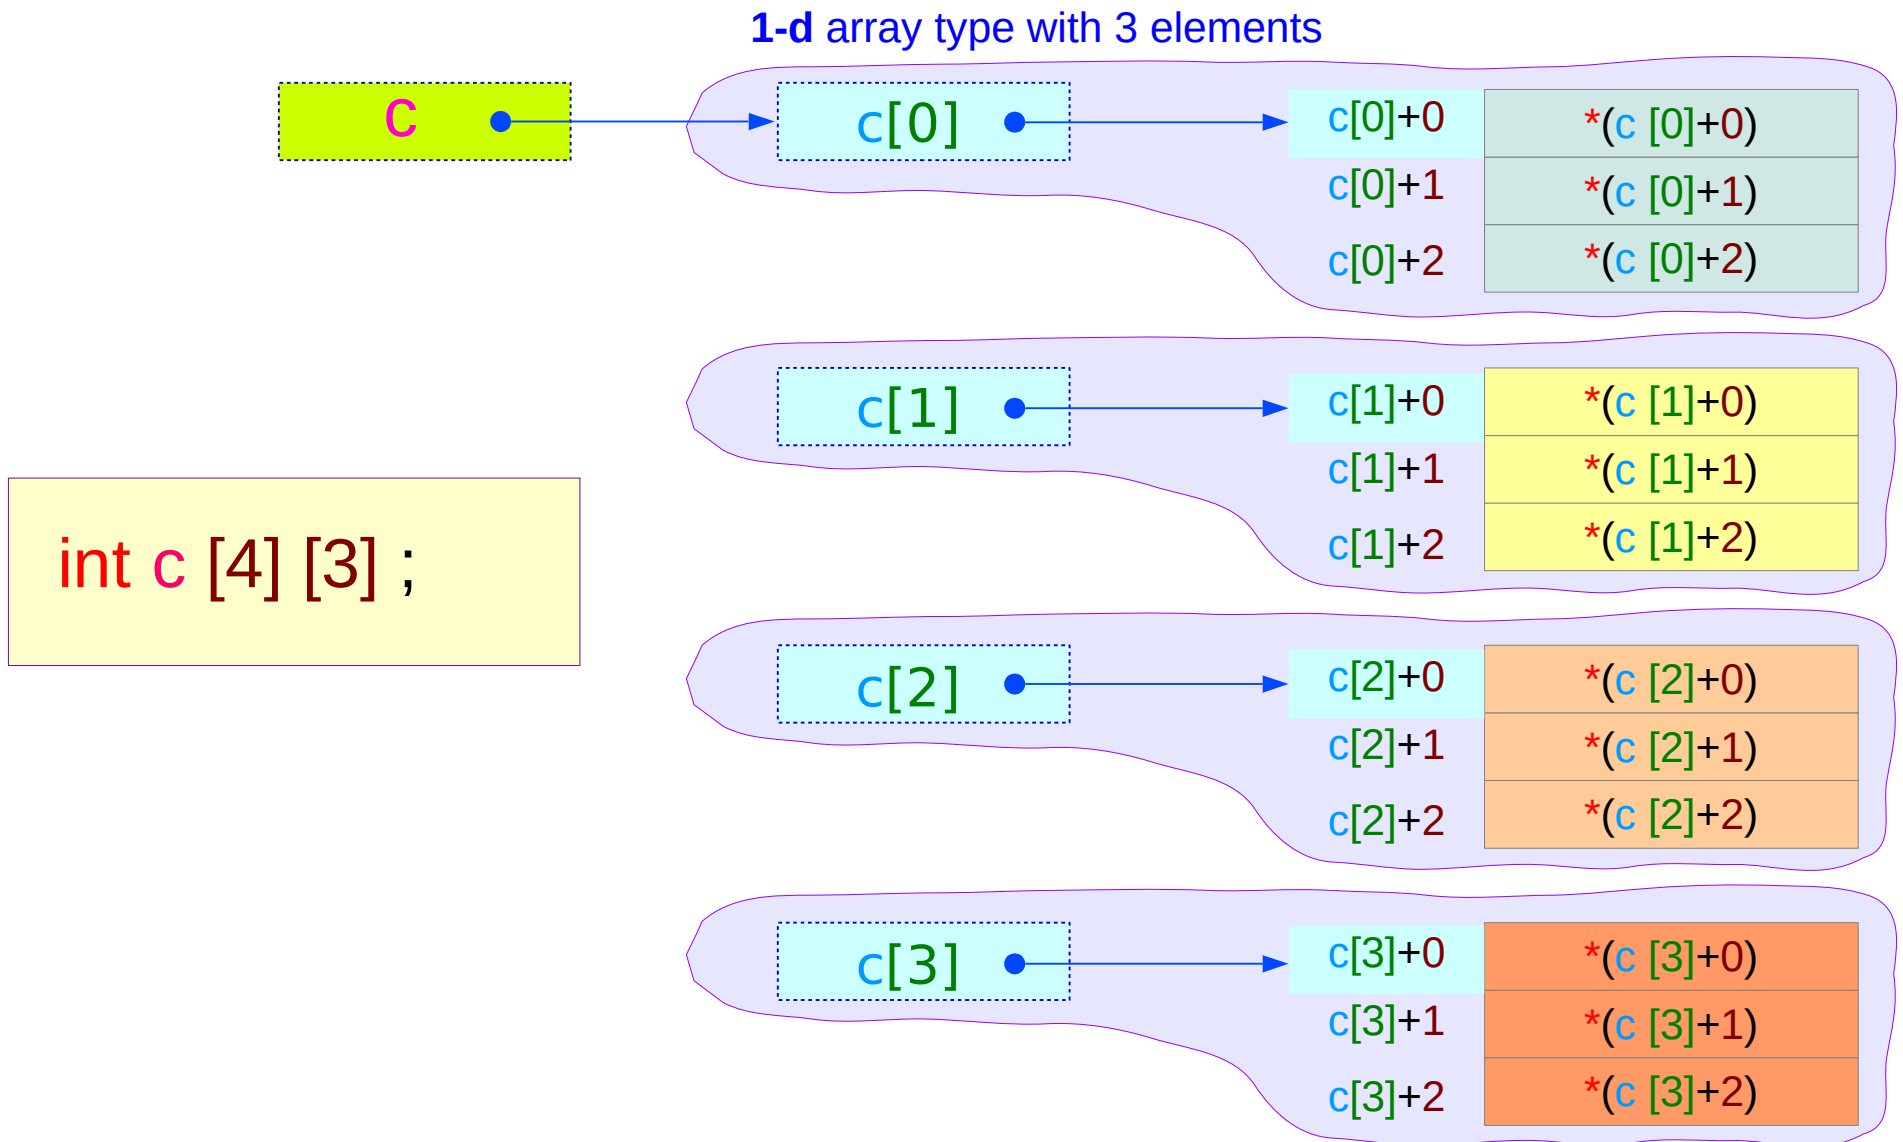 1-d array type with 3 elements
c
c[0]
c[0]+0
*(c [0]+0)
c[0]+1
*(c [0]+1)
c[0]+2
*(c [0]+2)
c[1]
c[1]+0
*(c [1]+0)
c[1]+1
*(c [1]+1)
c[1]+2
*(c [1]+2)
int c [4] [3] ;
c[2]
c[2]+0
*(c [2]+0)
c[2]+1
*(c [2]+1)
c[2]+2
*(c [2]+2)
c[3]
c[3]+0
*(c [3]+0)
c[3]+1
*(c [3]+1)
c[3]+2
*(c [3]+2)